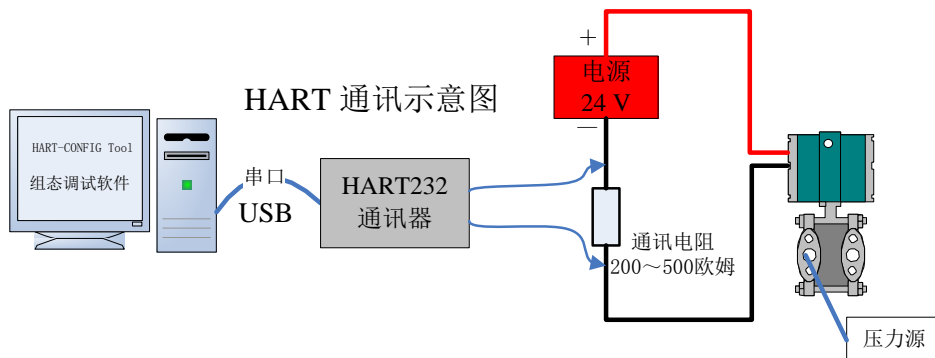 +
电源
24 V
—
HART 通讯示意图
HART-CONFIG Tool
组态调试软件
串口
USB
HART232
通讯器
通讯电阻
200～500欧姆
压力源